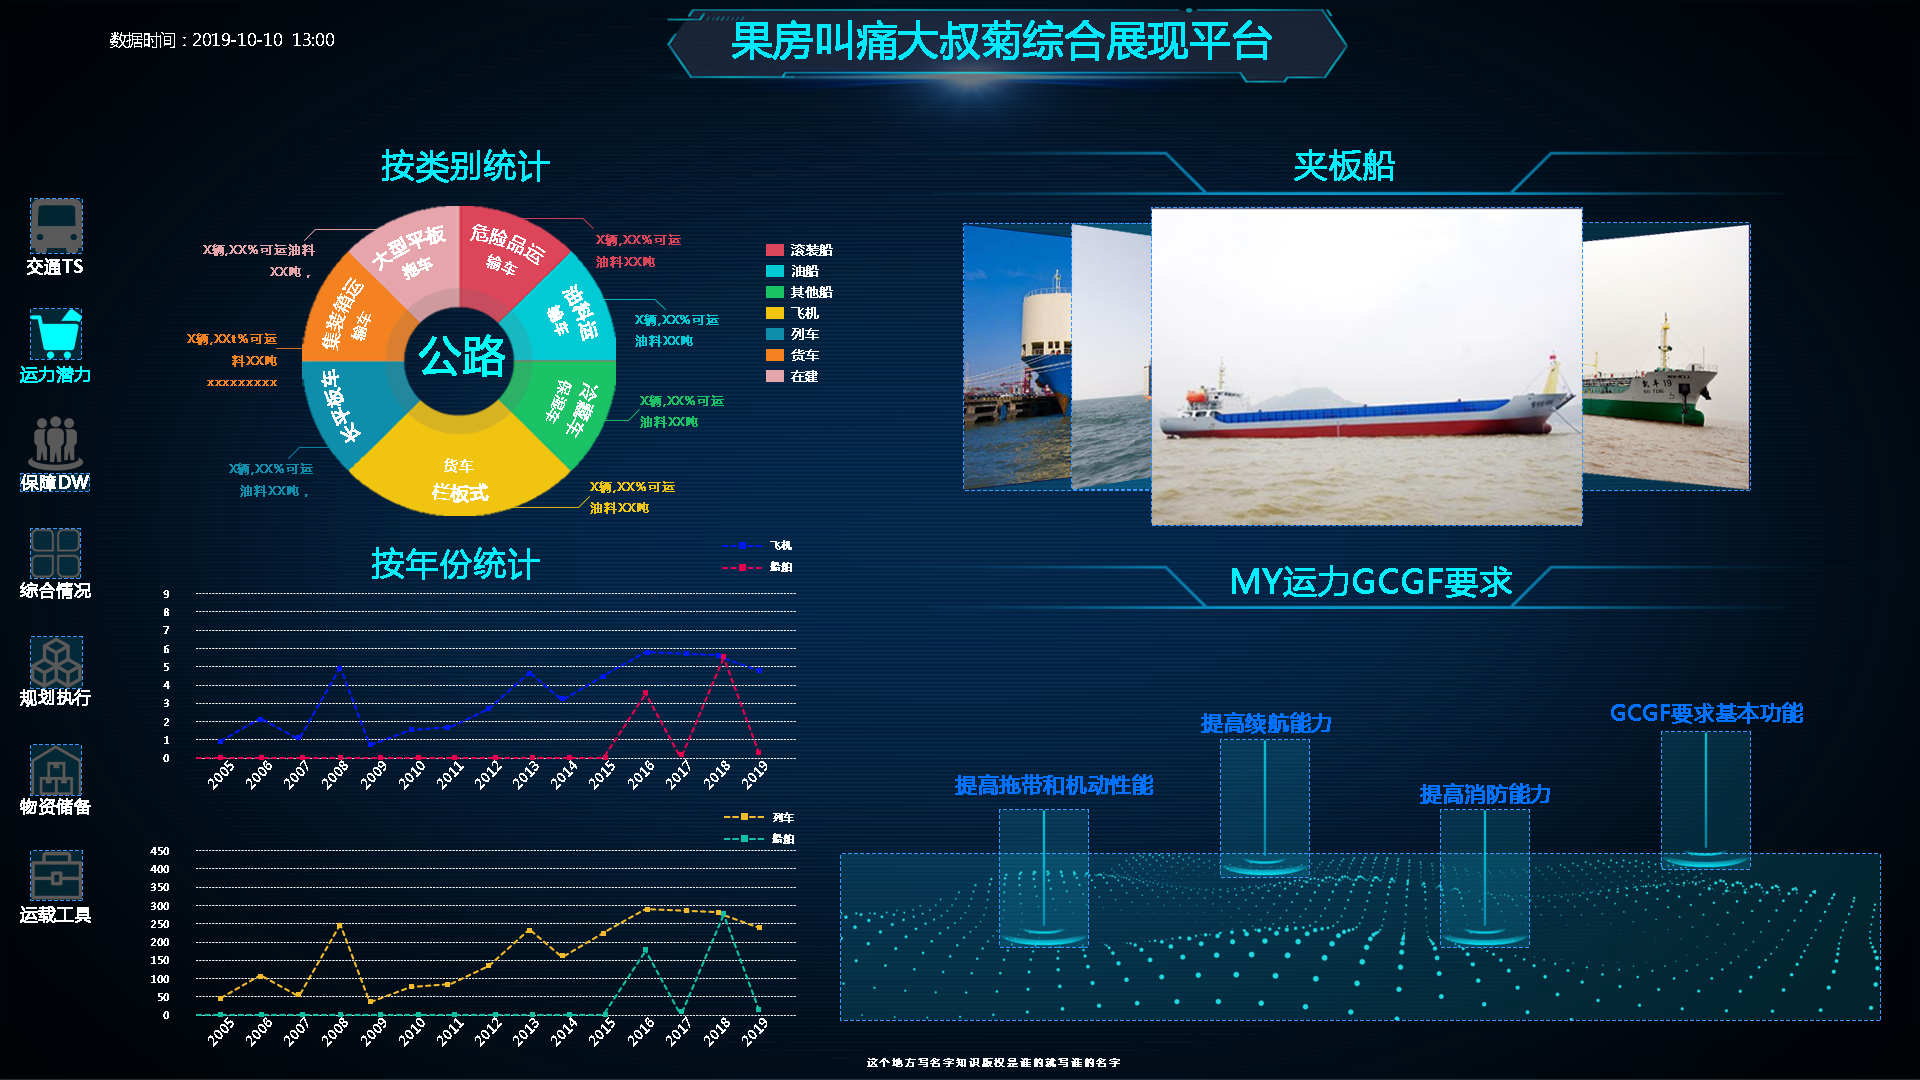 数据时间：2019-10-10 13:00
果房叫痛大叔菊综合展现平台
交通TS
运力潜力
保障DW
综合情况
规划执行
物资储备
运载工具
按类别统计
公路
危险品运
输车
油料运
输车
冷藏车
保温车
货车
栏板式
长平板车
集装箱运
输车
大型平板
拖车
X辆,XX%可运油料
XX吨，
X辆,XX%可运
油料XX吨
X辆,XX%可运
油料XX吨
X辆,XX%可运
油料XX吨
X辆,XX%可运
油料XX吨
X辆,XX%可运
油料XX吨，
X辆,XXt%可运
料XX吨
xxxxxxxxx
滚装船
油船
其他船
飞机
列车
货车
在建
按年份统计
飞机
船舶
9
8
7
6
5
4
3
2
1
0
2005 2006 2007 2008 2009 2010 2011 2012 2013 2014 2015 2016 2017 2018 2019
列车
船舶
450
400
350
300
250
200
150
100
50
0
2005 2006 2007 2008 2009 2010 2011 2012 2013 2014 2015 2016 2017 2018 2019
夹板船
MY运力GCGF要求
提高拖带和机动性能
提高续航能力
提高消防能力
GCGF要求基本功能
这个地方写名字知识版权是谁的就写谁的名字